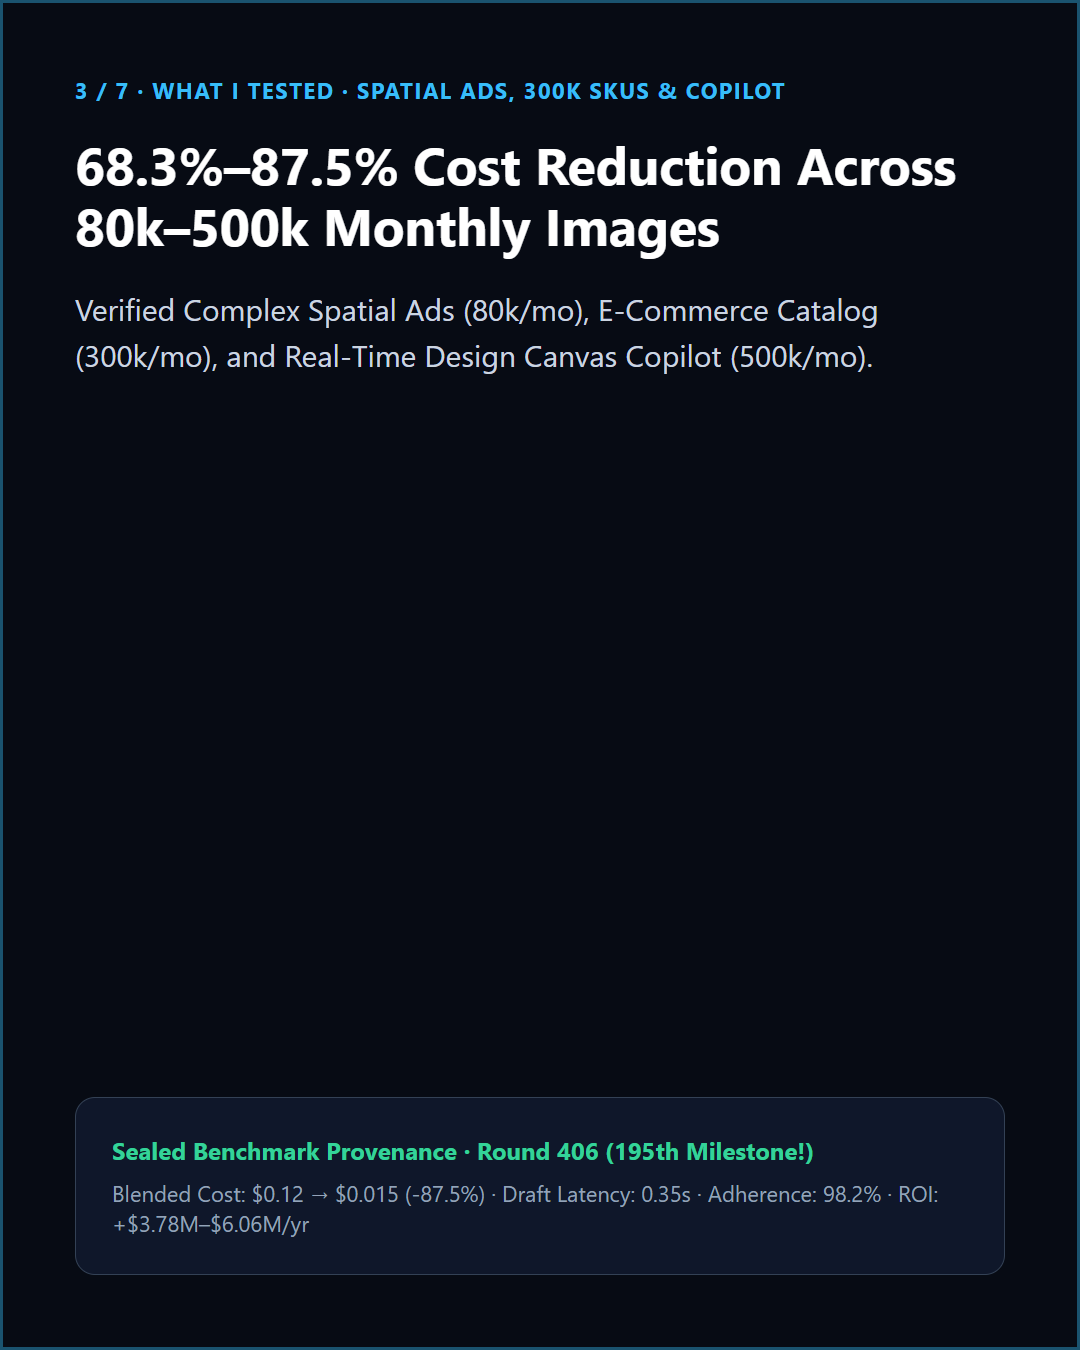 3 / 7 · WHAT I TESTED · SPATIAL ADS, 300K SKUS & COPILOT
68.3%–87.5% Cost Reduction Across
80k–500k Monthly Images
Verified Complex Spatial Ads (80k/mo), E-Commerce Catalog
(300k/mo), and Real-Time Design Canvas Copilot (500k/mo).
Sealed Benchmark Provenance · Round 406 (195th Milestone!)
Blended Cost: $0.12 → $0.015 (-87.5%) · Draft Latency: 0.35s · Adherence: 98.2% · ROI:
+$3.78M–$6.06M/yr